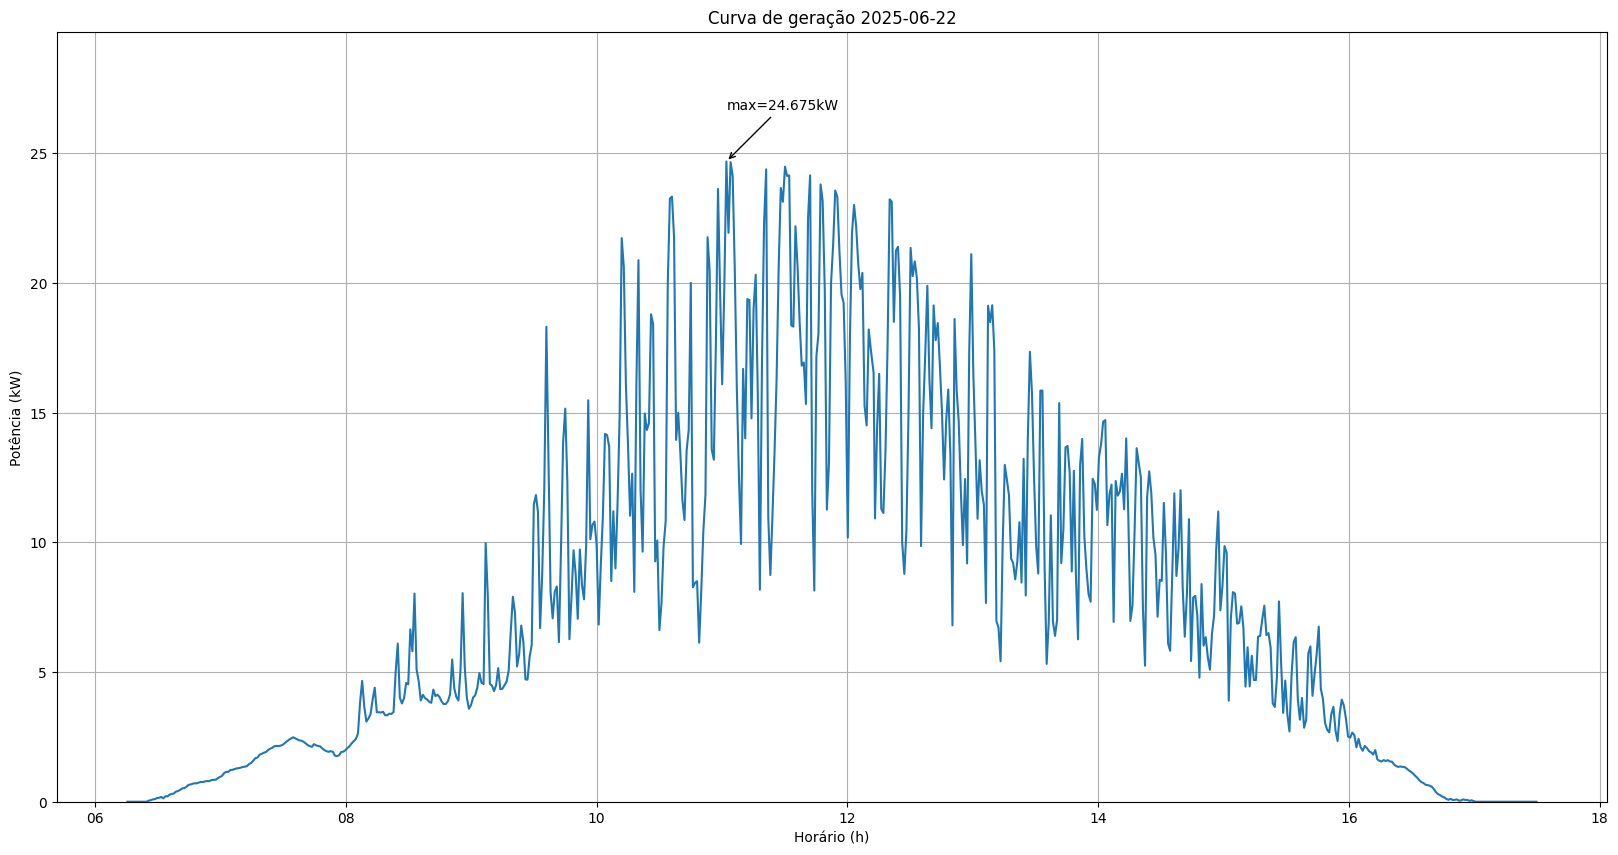 Curva de geração 2025-06-22
max=24.675kW
25
20
15
10
5
0
Potência (kW)
06 08 10 12 14 16 18
Horário (h)